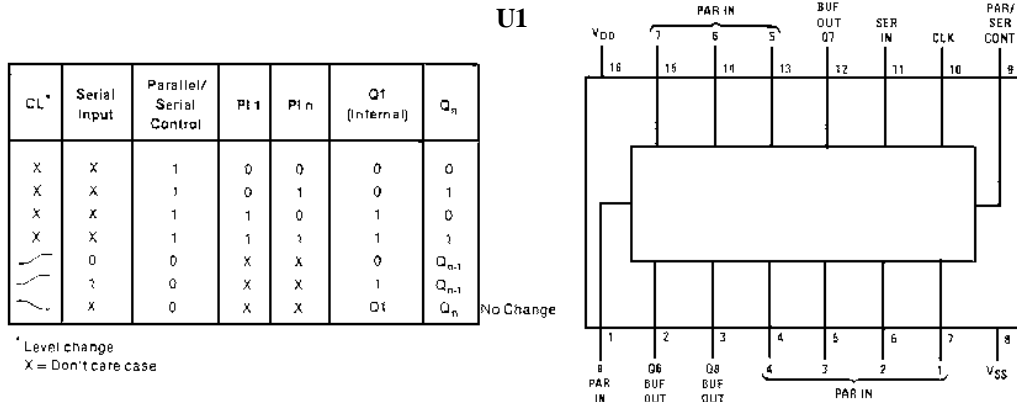 U1
CL* Serial Input Parallel/ Serial Control PI 1 PI n Q1 (Internal) Qn
X X 1 0 0 0 0
X X 1 0 1 0 1
X X 1 1 0 1 0
X X 1 1 1 1 1
0 0 X X 0 Qn-1
1 0 X X 1 Qn-1
X 0 X X Q1 Qn No Change
* Level change
X = Don't care case
PAR IN
BUF OUT Q7
SER IN
CLK
PAR/ SER CONT
VDD 7 6 5
16 15 14 13 12 11 10 9
1 2 3 4 5 6 7 8
8 PAR IN
Q6 BUF OUT
Q8 BUF OUT
4 3 2 1
PAR IN
VSS